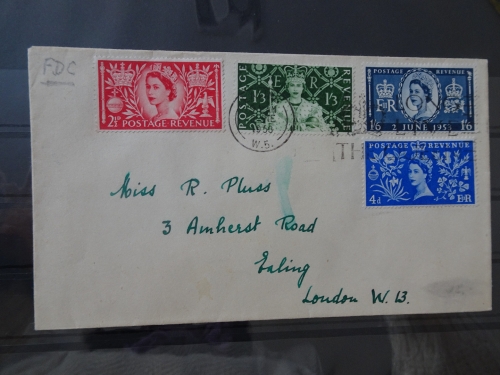 FDC
2½D POSTAGE REVENUE
POSTAGE E R REVENUE
1'3 1'3
POSTAGE REVENUE
E R
1/6 2 JUNE 1953 1/6
W.5.
TH
POSTAGE REVENUE
4d E R
Miss R. Pluss
3 Amherst Road
Ealing
London W. 13.